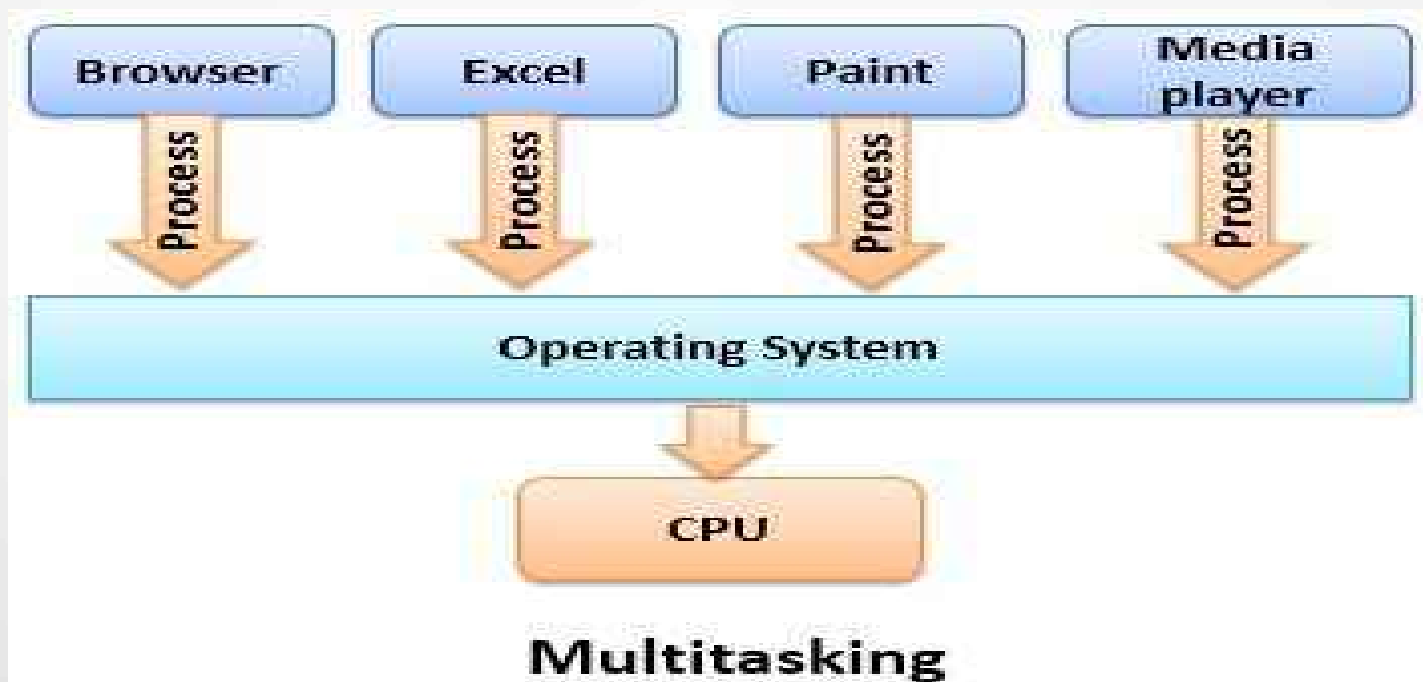 Browser
Excel
Paint
Media
player
Process
Process
Process
Process
Operating System
CPU
Multitasking